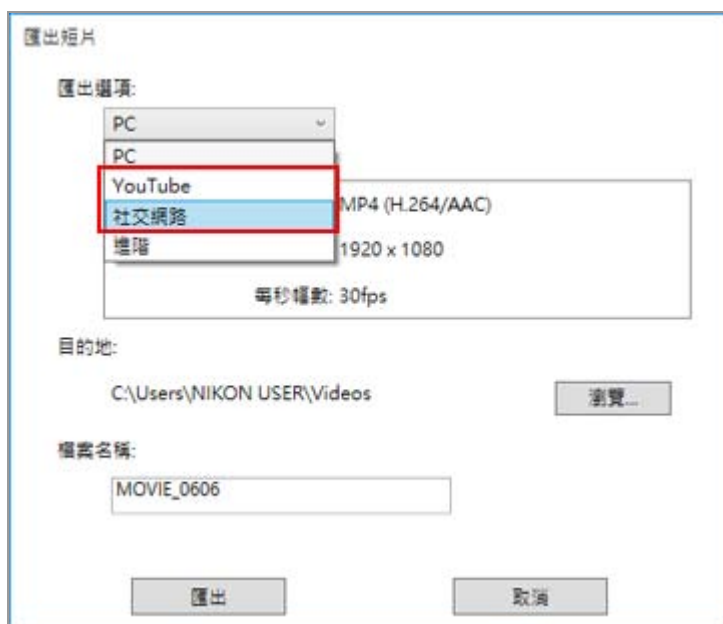 匯出短片
匯出選項:
PC
PC
YouTube
社交網路
進階
MP4 (H.264/AAC)
1920 x 1080
每秒幅數: 30fps
目的地:
C:\Users\NIKON USER\Videos
瀏覽...
檔案名稱:
MOVIE_0606
匯出
取消